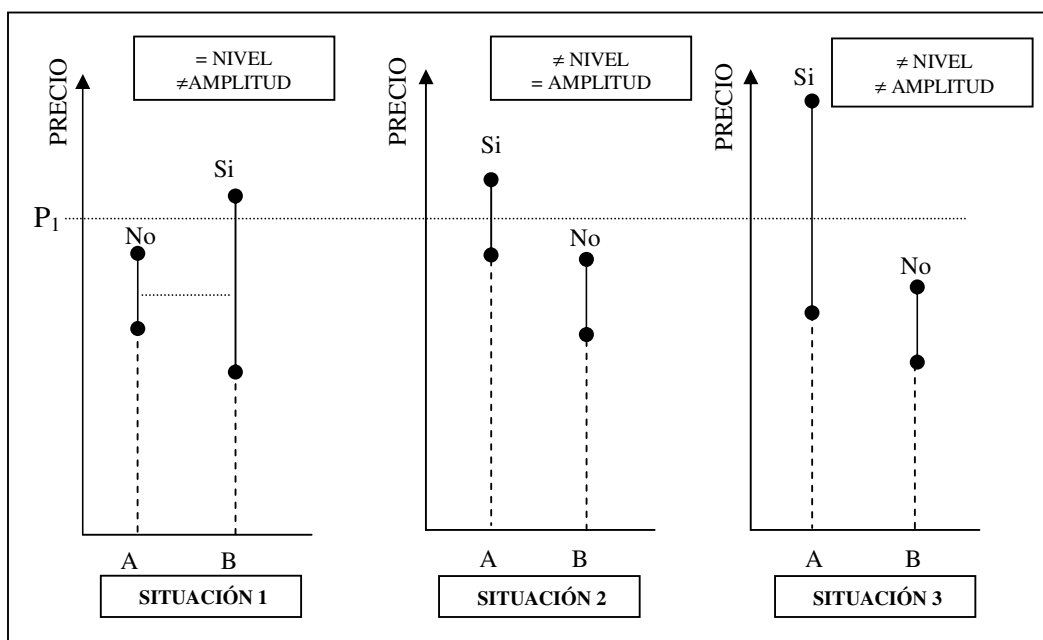 = NIVEL
≠AMPLITUD
≠ NIVEL
= AMPLITUD
≠ NIVEL
≠ AMPLITUD
PRECIO
PRECIO
PRECIO
Si
Si
Si
P1
No
No
No
A B
A B
A B
SITUACIÓN 1
SITUACIÓN 2
SITUACIÓN 3